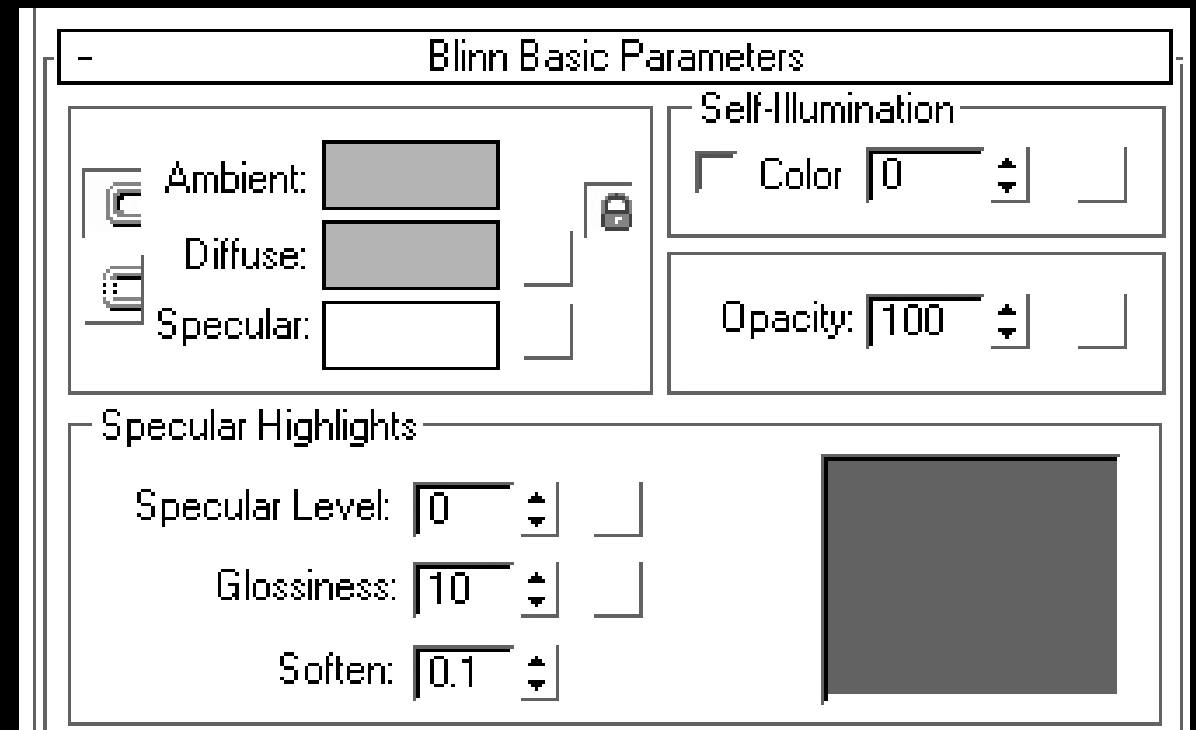 - Blinn Basic Parameters
Ambient:
Diffuse:
Specular:
Self-Illumination
Color 0
Opacity: 100
Specular Highlights
Specular Level: 0
Glossiness: 10
Soften: 0.1